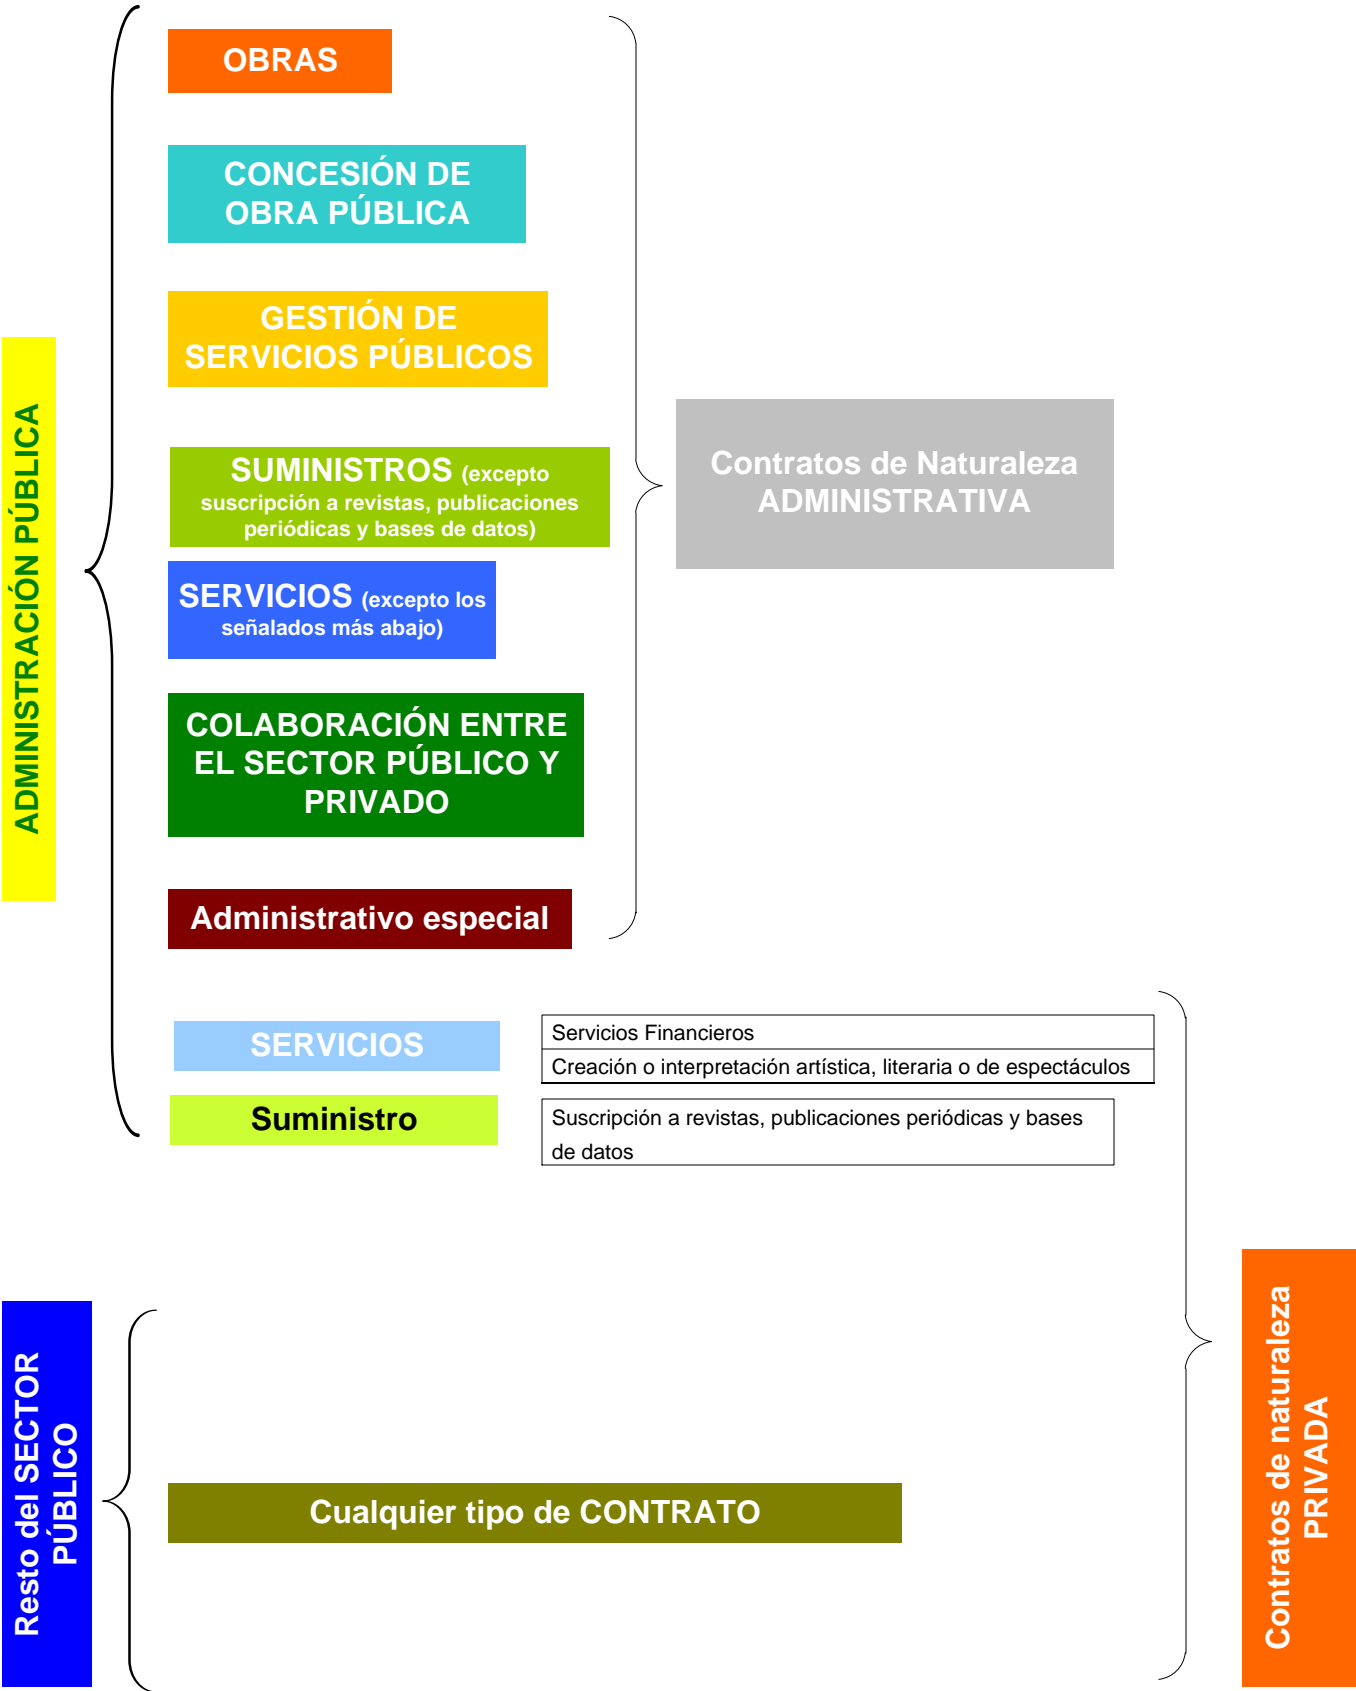 OBRAS
CONCESIÓN DE
OBRA PÚBLICA
GESTIÓN DE
SERVICIOS PÚBLICOS
SUMINISTROS (excepto
suscripción a revistas, publicaciones
periódicas y bases de datos)
SERVICIOS (excepto los
señalados más abajo)
COLABORACIÓN ENTRE
EL SECTOR PÚBLICO Y
PRIVADO
Administrativo especial
ADMINISTRACIÓN PÚBLICA
Contratos de Naturaleza
ADMINISTRATIVA
SERVICIOS
Servicios Financieros
Creación o interpretación artística, literaria o de espectáculos
Suministro
Suscripción a revistas, publicaciones periódicas y bases
de datos
Resto del SECTOR
PÚBLICO
Cualquier tipo de CONTRATO
Contratos de naturaleza
PRIVADA